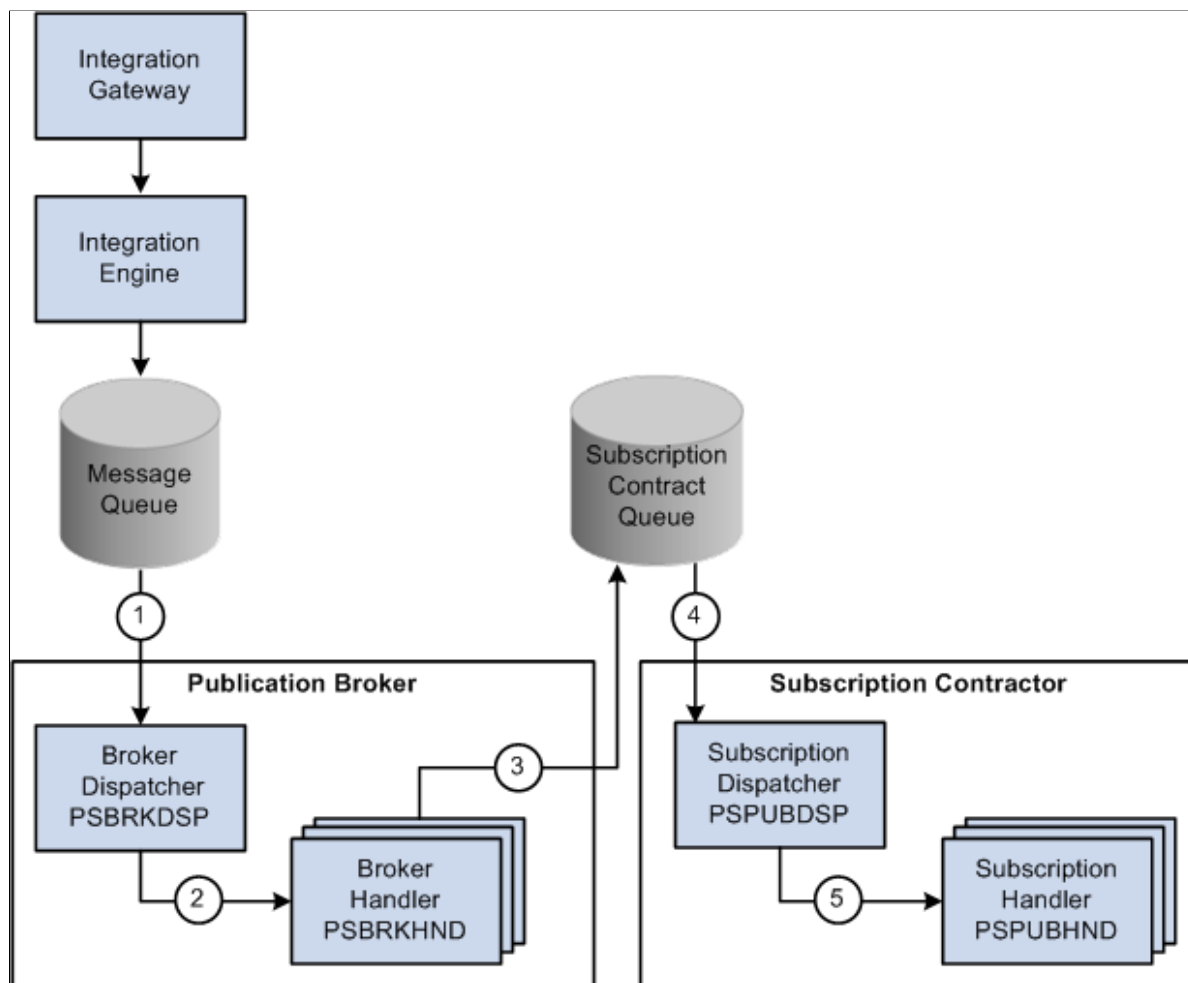 Integration
Gateway
Integration
Engine
Message
Queue
Subscription
Contract
Queue
1
4
Publication Broker
Subscription Contractor
Broker
Dispatcher
PSBRKDSP
3
Subscription
Dispatcher
PSPUBDSP
2
Broker
Handler
PSBRKHND
5
Subscription
Handler
PSPUBHND